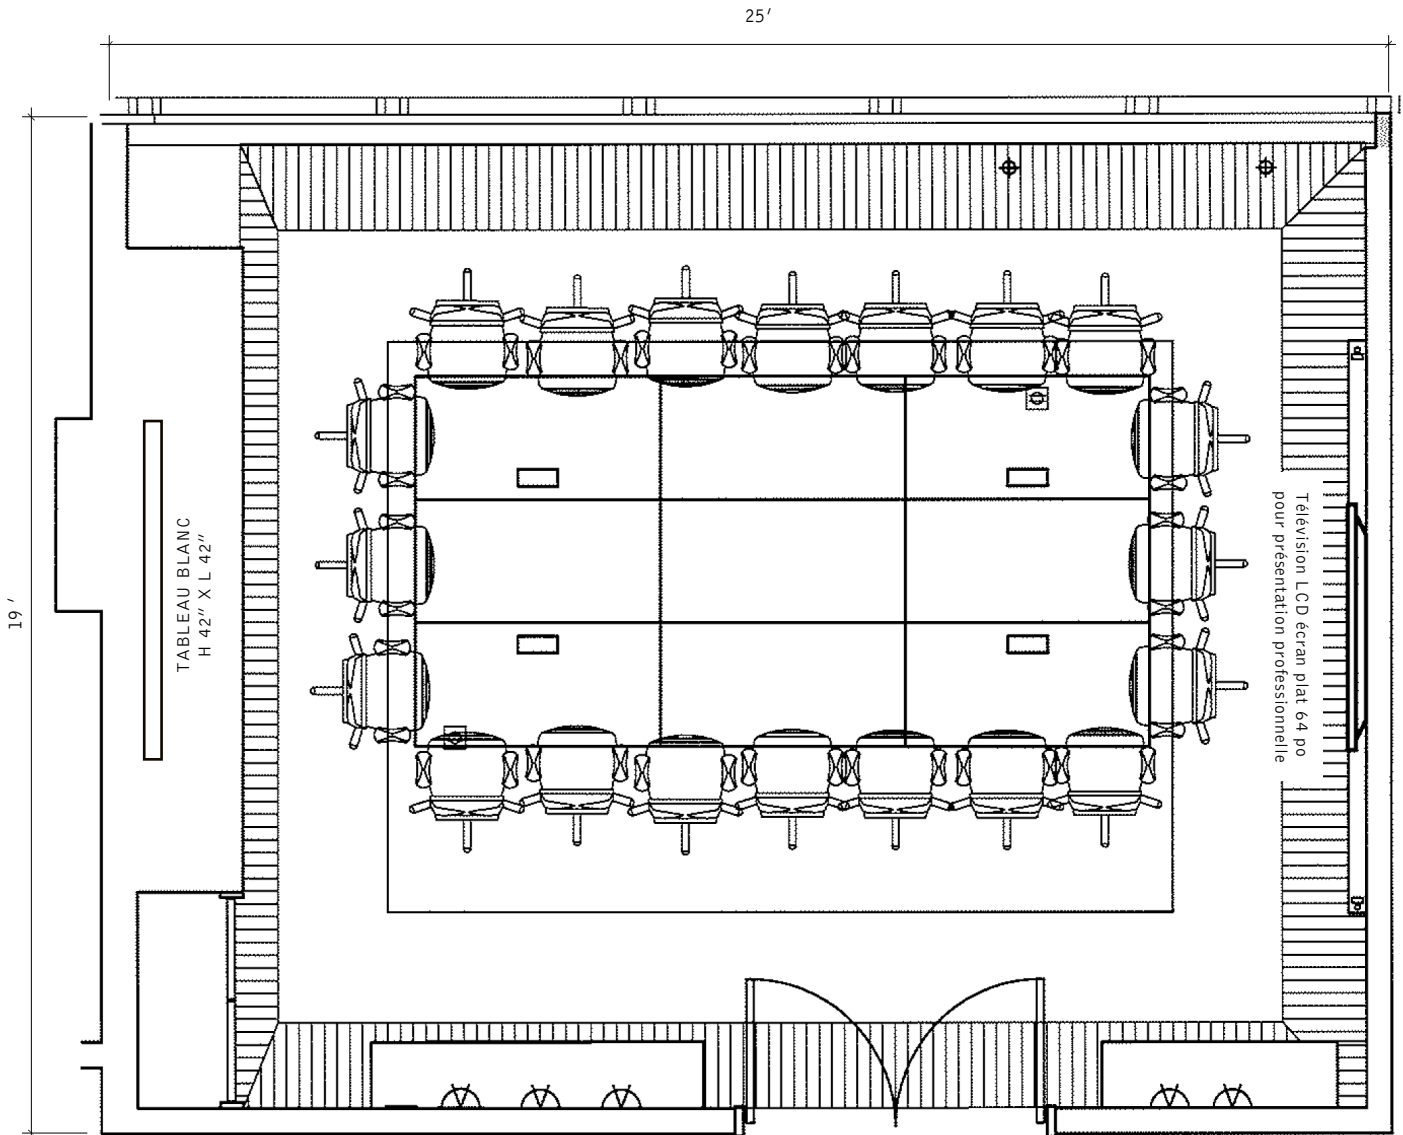 25′
19 ′
TABLEAU BLANC
H 42″ X L 42″
Télévision LCD écran plat 64 po
pour présentation professionnelle